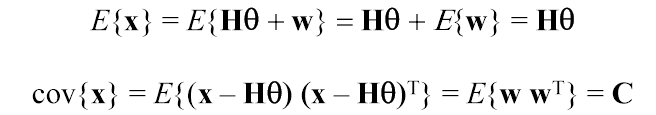 E{x} = E{Hθ + w} = Hθ + E{w} = Hθ
cov{x} = E{(x – Hθ) (x – Hθ)ᵀ} = E{w wᵀ} = C